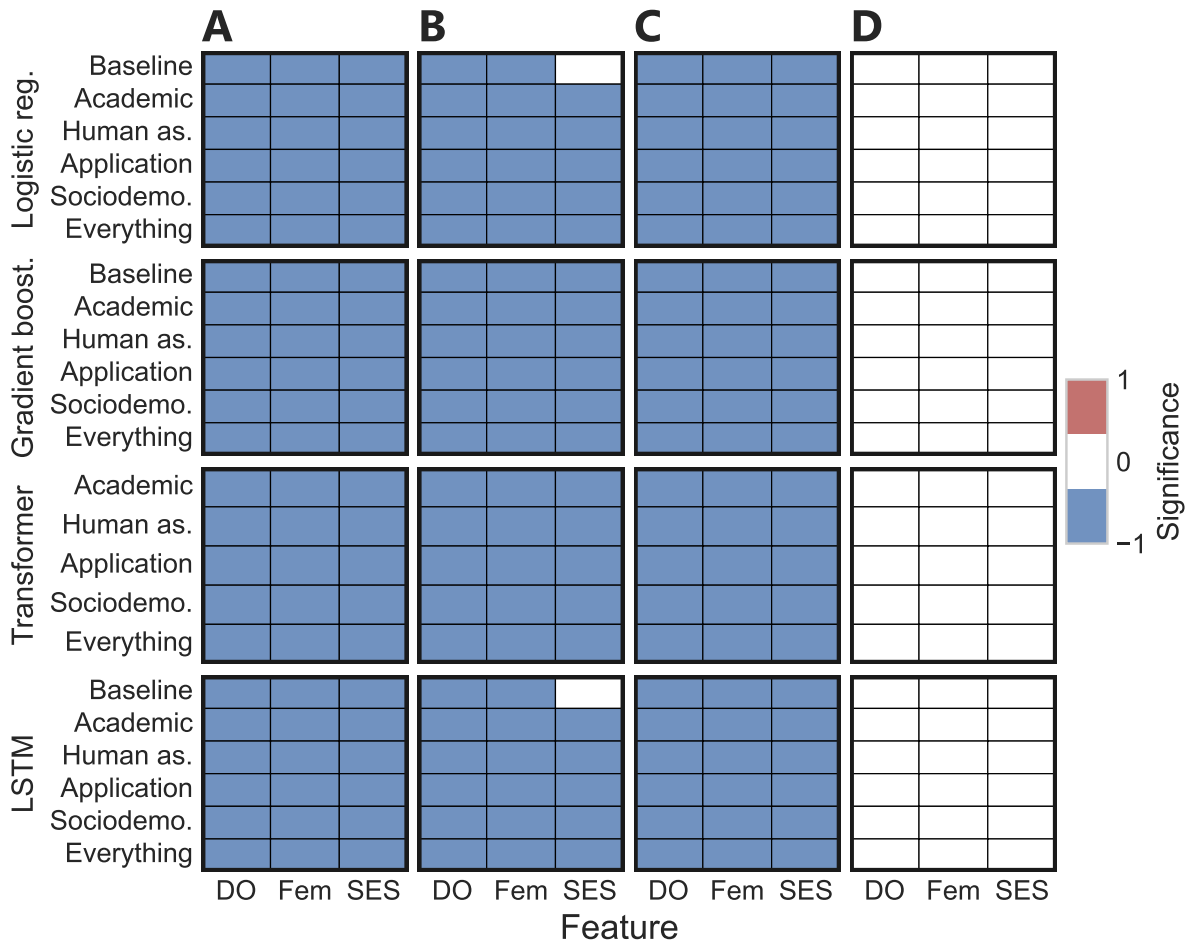 A B C D
Logistic reg.
Baseline
Academic
Human as.
Application
Sociodemo.
Everything
Gradient boost.
Baseline
Academic
Human as.
Application
Sociodemo.
Everything
Transformer
Academic
Human as.
Application
Sociodemo.
Everything
LSTM
Baseline
Academic
Human as.
Application
Sociodemo.
Everything
DO Fem SES DO Fem SES DO Fem SES DO Fem SES
Feature
1
0
−1
Significance